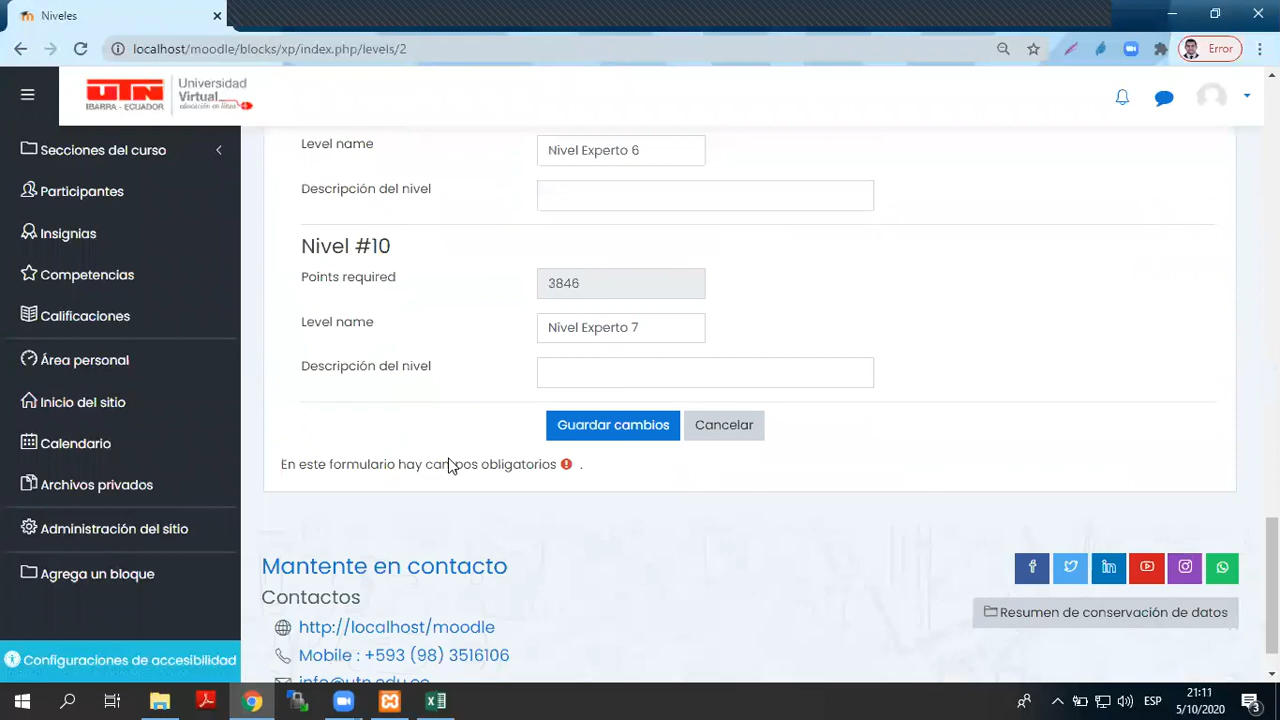 Niveles
localhost/moodle/blocks/xp/index.php/levels/2
Error
UTN
IBARRA - ECUADOR
Universidad
Virtual
educación en línea
Secciones del curso
Participantes
Insignias
Competencias
Calificaciones
Área personal
Inicio del sitio
Calendario
Archivos privados
Administración del sitio
Agrega un bloque
Configuraciones de accesibilidad
Level name
Nivel Experto 6
Descripción del nivel
Nivel #10
Points required
3846
Level name
Nivel Experto 7
Descripción del nivel
Guardar cambios
Cancelar
En este formulario hay campos obligatorios .
Mantente en contacto
Contactos
http://localhost/moodle
Mobile : +593 (98) 3516106
info@utn.edu.ec
Resumen de conservación de datos
ESP
21:11
5/10/2020
3